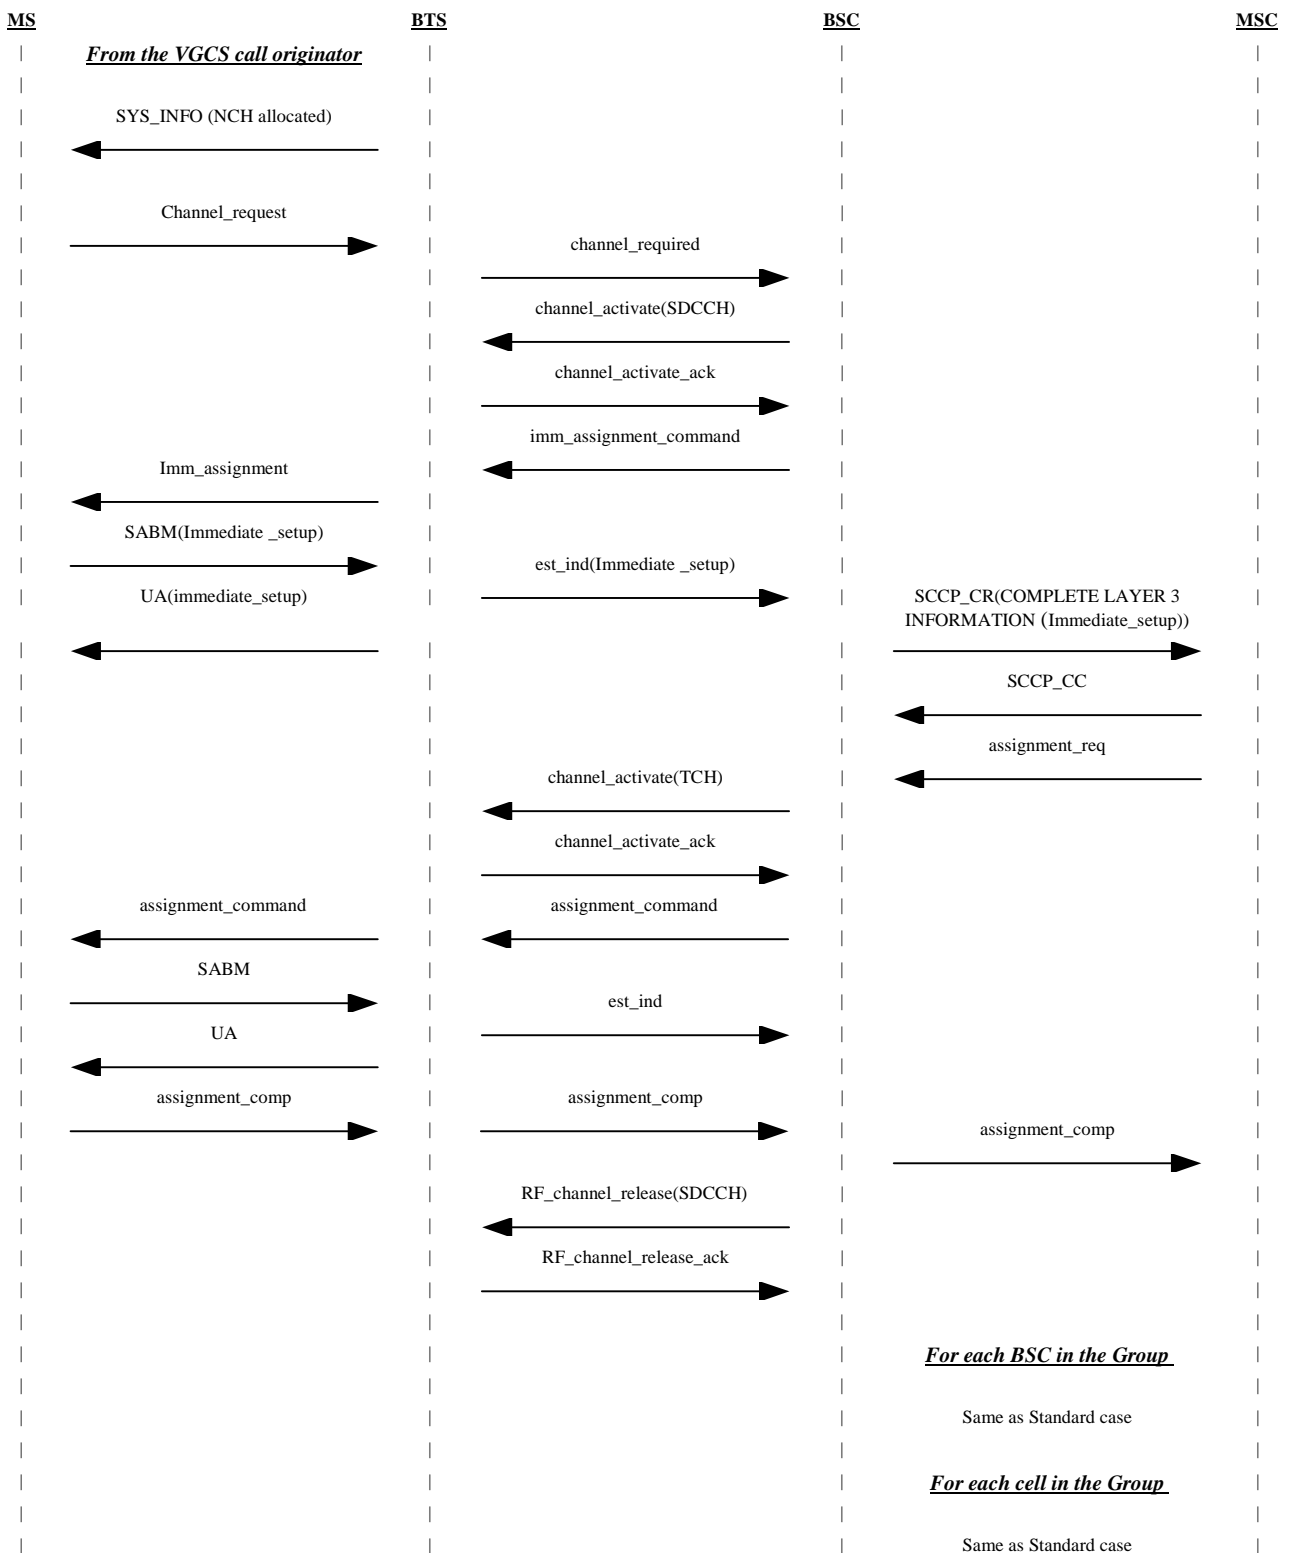 MS BTS BSC MSC
From the VGCS call originator
SYS_INFO (NCH allocated)
Channel_request
channel_required
channel_activate(SDCCH)
channel_activate_ack
imm_assignment_command
Imm_assignment
SABM(Immediate _setup)
est_ind(Immediate _setup)
UA(immediate_setup)
SCCP_CR(COMPLETE LAYER 3
INFORMATION (Immediate_setup))
SCCP_CC
assignment_req
channel_activate(TCH)
channel_activate_ack
assignment_command assignment_command
SABM
est_ind
UA
assignment_comp assignment_comp
assignment_comp
RF_channel_release(SDCCH)
RF_channel_release_ack
For each BSC in the Group
Same as Standard case
For each cell in the Group
Same as Standard case